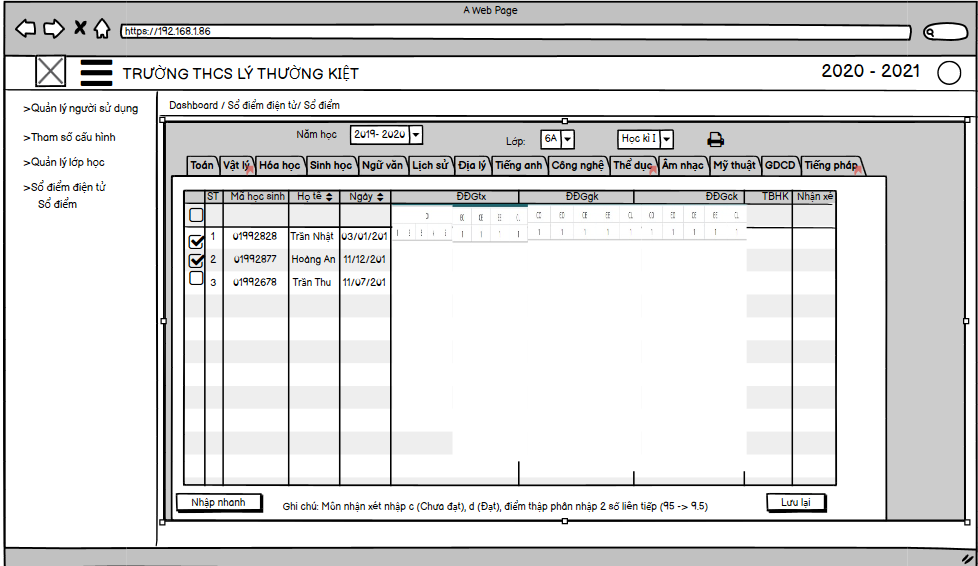 A Web Page
https://192.168.1.86
TRƯỜNG THCS LÝ THƯỜNG KIỆT
2020 - 2021
>Quản lý người sử dụng
>Tham số cấu hình
>Quản lý lớp học
>Sổ điểm điện tử
Sổ điểm
Dashboard / Sổ điểm điện tử/ Sổ điểm
Năm học 2019- 2020 Lớp: 6A Học kì I
Toán Vật lý Hóa học Sinh học Ngữ văn Lịch sử Địa lý Tiếng anh Công nghệ Thể dục Âm nhạc Mỹ thuật GDCD Tiếng pháp
ST Mã học sinh Họ tê Ngày ĐĐGtx ĐĐGgk ĐĐGck TBHK Nhận xé
1 01992828 Trần Nhật 03/01/201
2 01992877 Hoàng An 11/12/201
3 01992678 Trần Thu 11/07/201
Nhập nhanh
Ghi chú: Môn nhận xét nhập c (Chưa đạt), d (Đạt), điểm thập phân nhập 2 số liên tiếp (95 -> 9.5)
Lưu lại